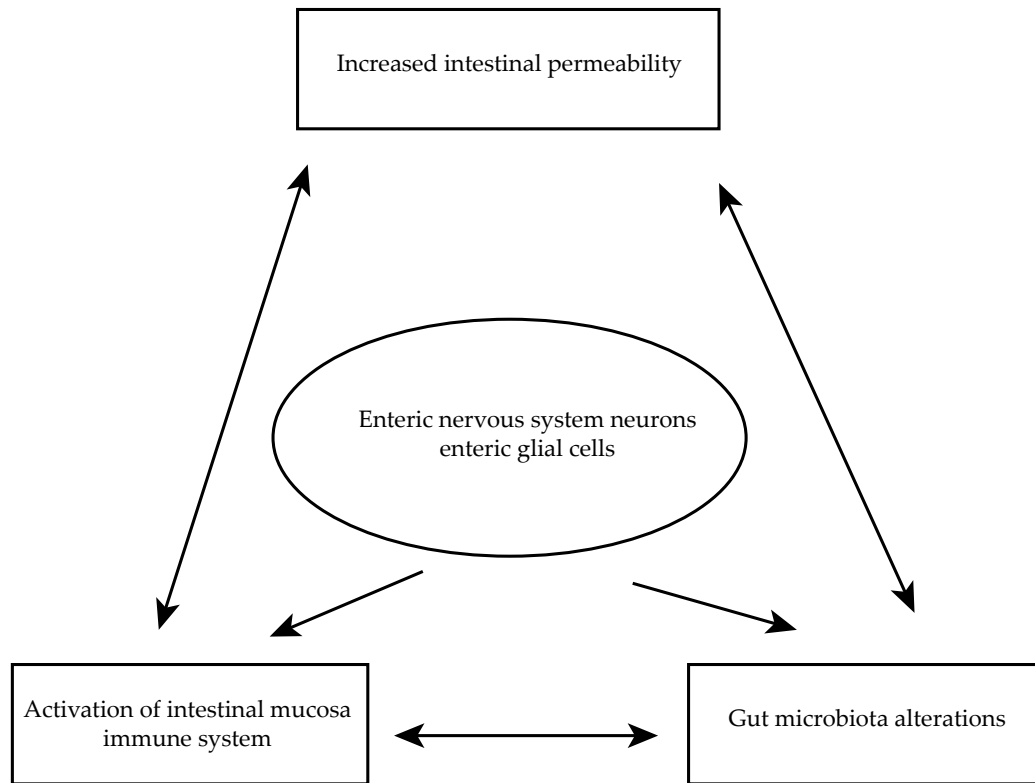 Increased intestinal permeability
Enteric nervous system neurons
enteric glial cells
Activation of intestinal mucosa
immune system
Gut microbiota alterations